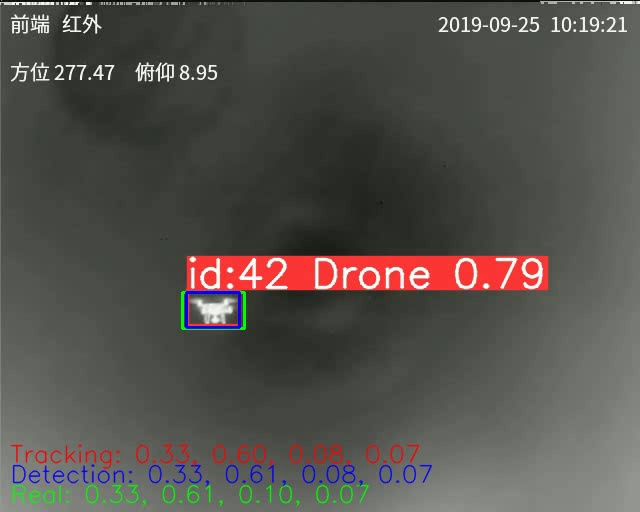 前端 红外 2019-09-25 10:19:21
方位 277.47 俯仰 8.95
id:42 Drone 0.79
Tracking: 0.33, 0.60, 0.08, 0.07
Detection: 0.33, 0.61, 0.08, 0.07
Real: 0.33, 0.61, 0.10, 0.07